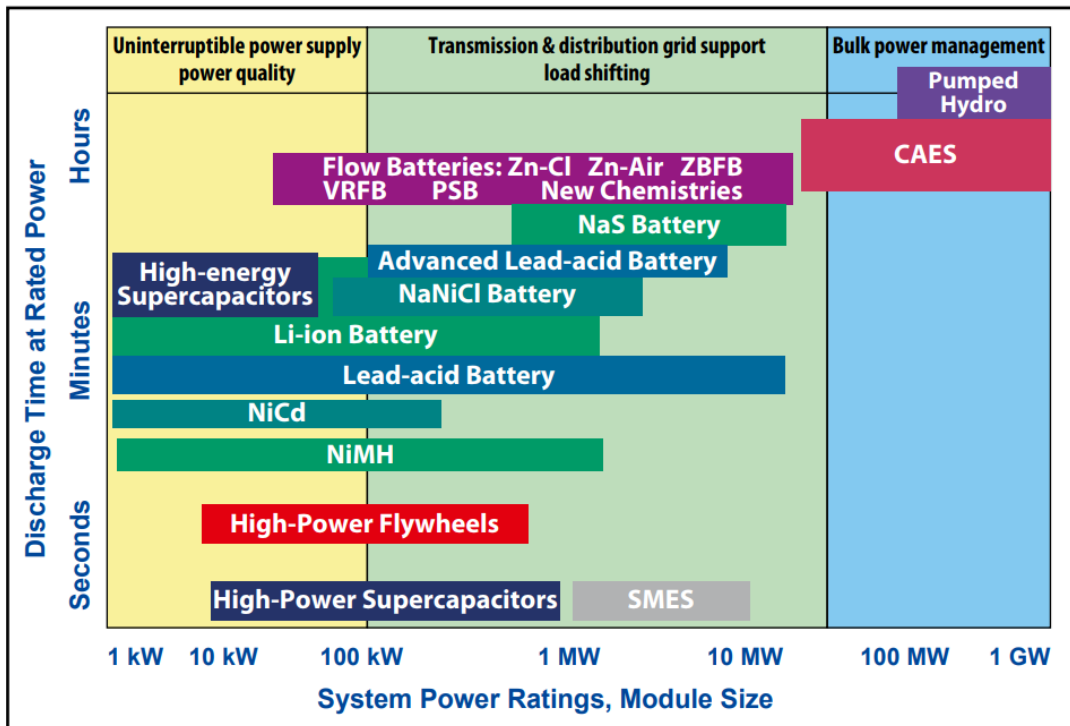 Uninterruptible power supply
power quality
Transmission & distribution grid support
load shifting
Bulk power management
Pumped
Hydro
CAES
Flow Batteries: Zn-Cl Zn-Air ZBFB
VRFB PSB New Chemistries
NaS Battery
Advanced Lead-acid Battery
High-energy
Supercapacitors
NaNiCl Battery
Li-ion Battery
Lead-acid Battery
NiCd
NiMH
High-Power Flywheels
High-Power Supercapacitors
SMES
Discharge Time at Rated Power
Hours
Minutes
Seconds
1 kW 10 kW 100 kW 1 MW 10 MW 100 MW 1 GW
System Power Ratings, Module Size